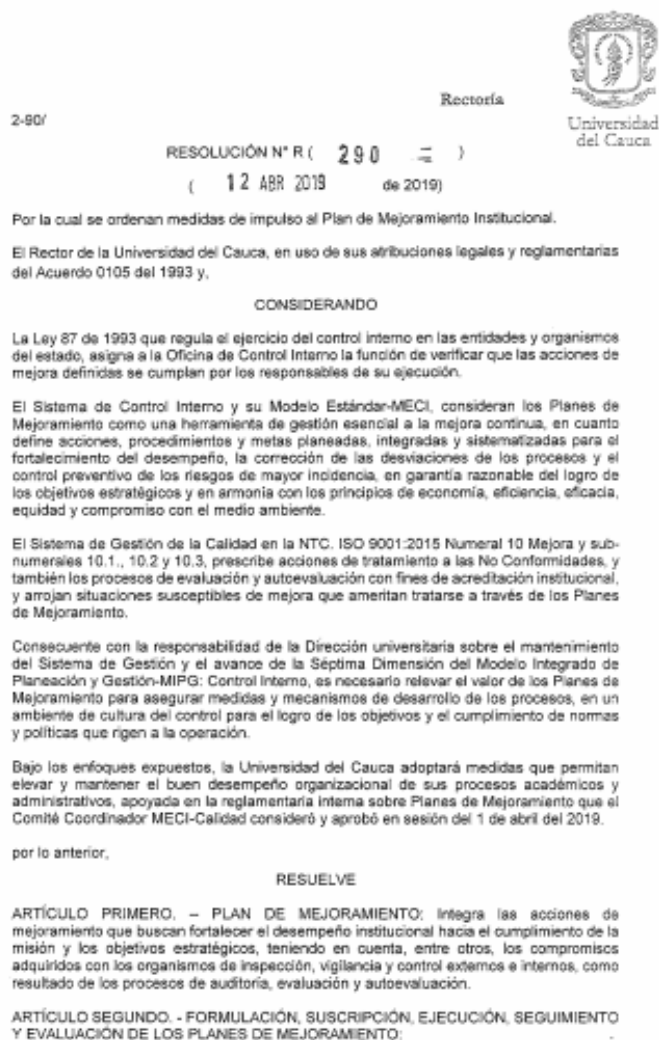 Rectoría
Universidad
del Cauca
2-90/
RESOLUCIÓN N° R ( 290 )
( 12 ABR 2019 de 2019)
Por la cual se ordenan medidas de impulso al Plan de Mejoramiento Institucional.
El Rector de la Universidad del Cauca, en uso de sus atribuciones legales y reglamentarias
del Acuerdo 0105 del 1993 y,
CONSIDERANDO
La Ley 87 de 1993 que regula el ejercicio del control interno en las entidades y organismos
del estado, asigna a la Oficina de Control Interno la función de verificar que las acciones de
mejora definidas se cumplan por los responsables de su ejecución.
El Sistema de Control Interno y su Modelo Estándar-MECI, consideran los Planes de
Mejoramiento como una herramienta de gestión esencial a la mejora continua, en cuanto
define acciones, procedimientos y metas planeadas, integradas y sistematizadas para el
fortalecimiento del desempeño, la corrección de las desviaciones de los procesos y el
control preventivo de los riesgos de mayor incidencia, en garantía razonable del logro de
los objetivos estratégicos y en armonía con los principios de economía, eficiencia, eficacia,
equidad y compromiso con el medio ambiente.
El Sistema de Gestión de la Calidad en la NTC. ISO 9001:2015 Numeral 10 Mejora y sub-
numerales 10.1., 10.2 y 10.3, prescribe acciones de tratamiento a las No Conformidades, y
también los procesos de evaluación y autoevaluación con fines de acreditación institucional,
y arrojan situaciones susceptibles de mejora que ameritan tratarse a través de los Planes
de Mejoramiento.
Consecuente con la responsabilidad de la Dirección universitaria sobre el mantenimiento
del Sistema de Gestión y el avance de la Séptima Dimensión del Modelo Integrado de
Planeación y Gestión-MIPG: Control Interno, es necesario relevar el valor de los Planes de
Mejoramiento para asegurar medidas y mecanismos de desarrollo de los procesos, en un
ambiente de cultura del control para el logro de los objetivos y el cumplimiento de normas
y políticas que rigen a la operación.
Bajo los enfoques expuestos, la Universidad del Cauca adoptará medidas que permitan
elevar y mantener el buen desempeño organizacional de sus procesos académicos y
administrativos, apoyada en la reglamentaria interna sobre Planes de Mejoramiento que el
Comité Coordinador MECI-Calidad consideró y aprobó en sesión del 1 de abril del 2019.
por lo anterior,
RESUELVE
ARTÍCULO PRIMERO. – PLAN DE MEJORAMIENTO: Integra las acciones de
mejoramiento que buscan fortalecer el desempeño institucional hacia el cumplimiento de la
misión y los objetivos estratégicos, teniendo en cuenta, entre otros, los compromisos
adquiridos con los organismos de inspección, vigilancia y control externos e internos, como
resultado de los procesos de auditoría, evaluación y autoevaluación.
ARTÍCULO SEGUNDO. - FORMULACIÓN, SUSCRIPCIÓN, EJECUCIÓN, SEGUIMIENTO
Y EVALUACIÓN DE LOS PLANES DE MEJORAMIENTO: